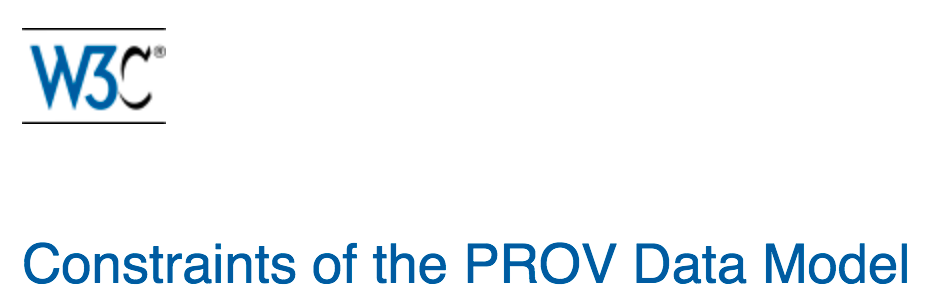 W3C®
Constraints of the PROV Data Model